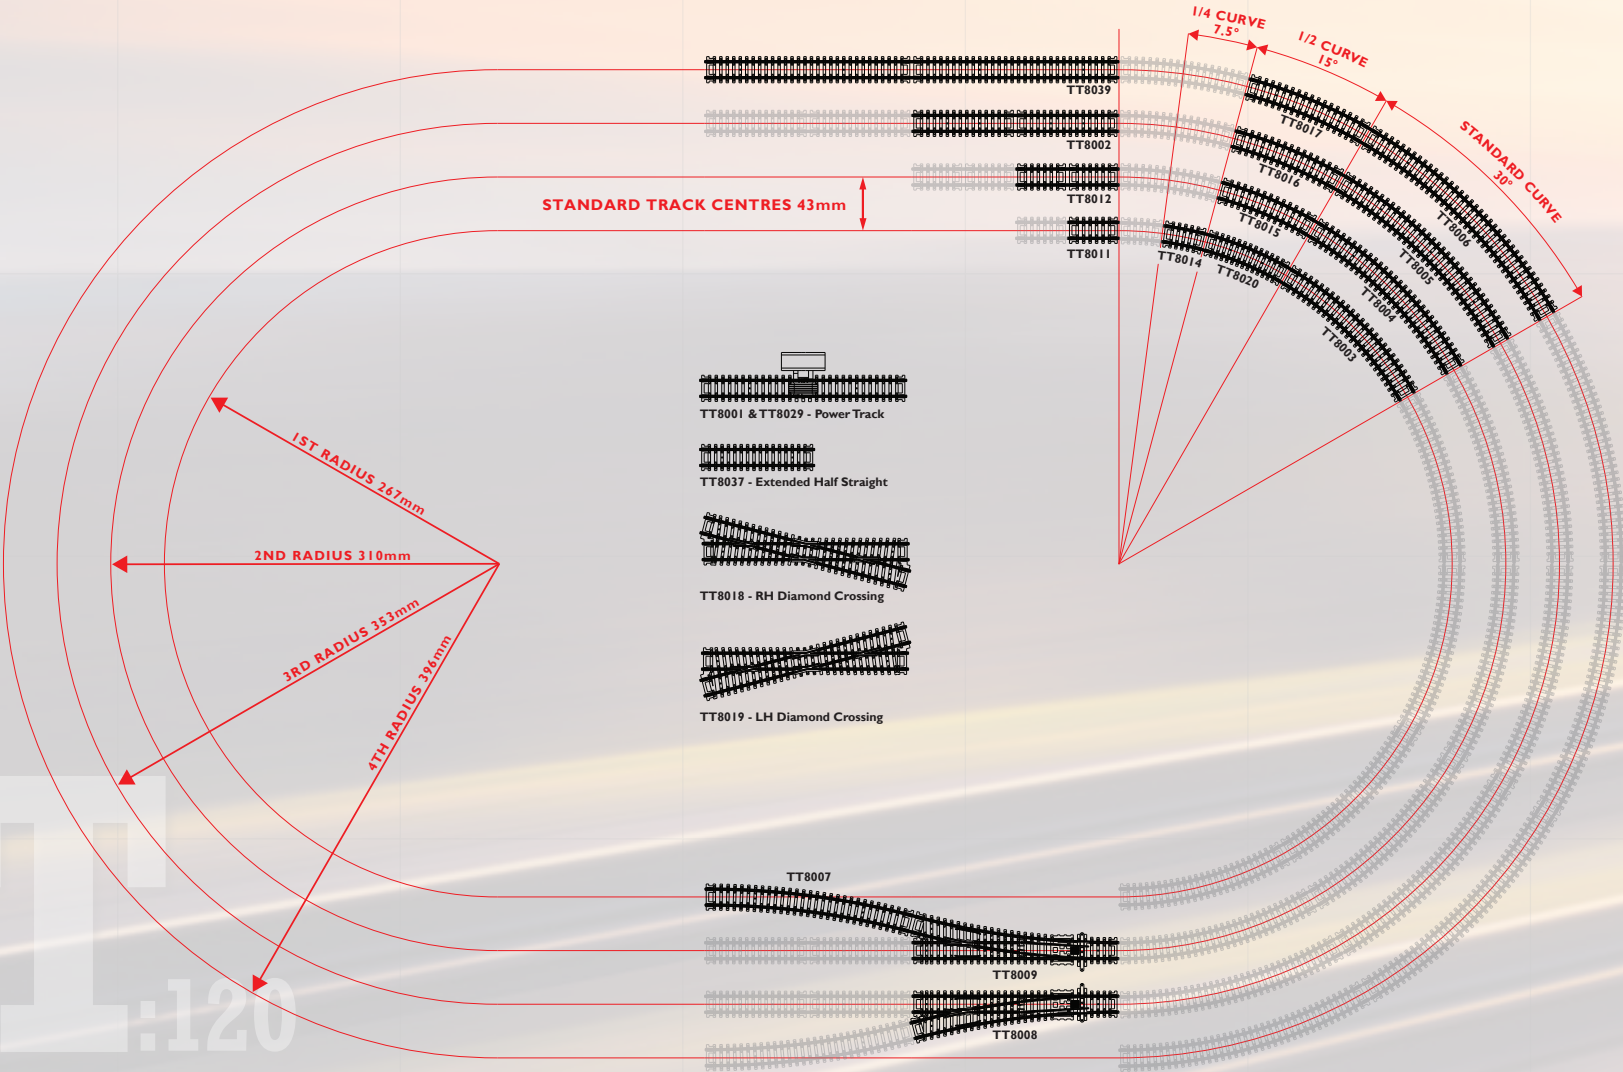 1/4 CURVE
7.5°
1/2 CURVE
15°
STANDARD CURVE
30°
TT8039
TT8017
TT8006
TT8002
TT8016
TT8005
TT8012
TT8015
TT8004
STANDARD TRACK CENTRES 43mm
TT8011
TT8014
TT8020
TT8003
TT8001 & TT8029 - Power Track
TT8037 - Extended Half Straight
TT8018 - RH Diamond Crossing
TT8019 - LH Diamond Crossing
1ST RADIUS 267mm
2ND RADIUS 310mm
3RD RADIUS 353mm
4TH RADIUS 396mm
TT8007
TT8009
TT8008
T:120